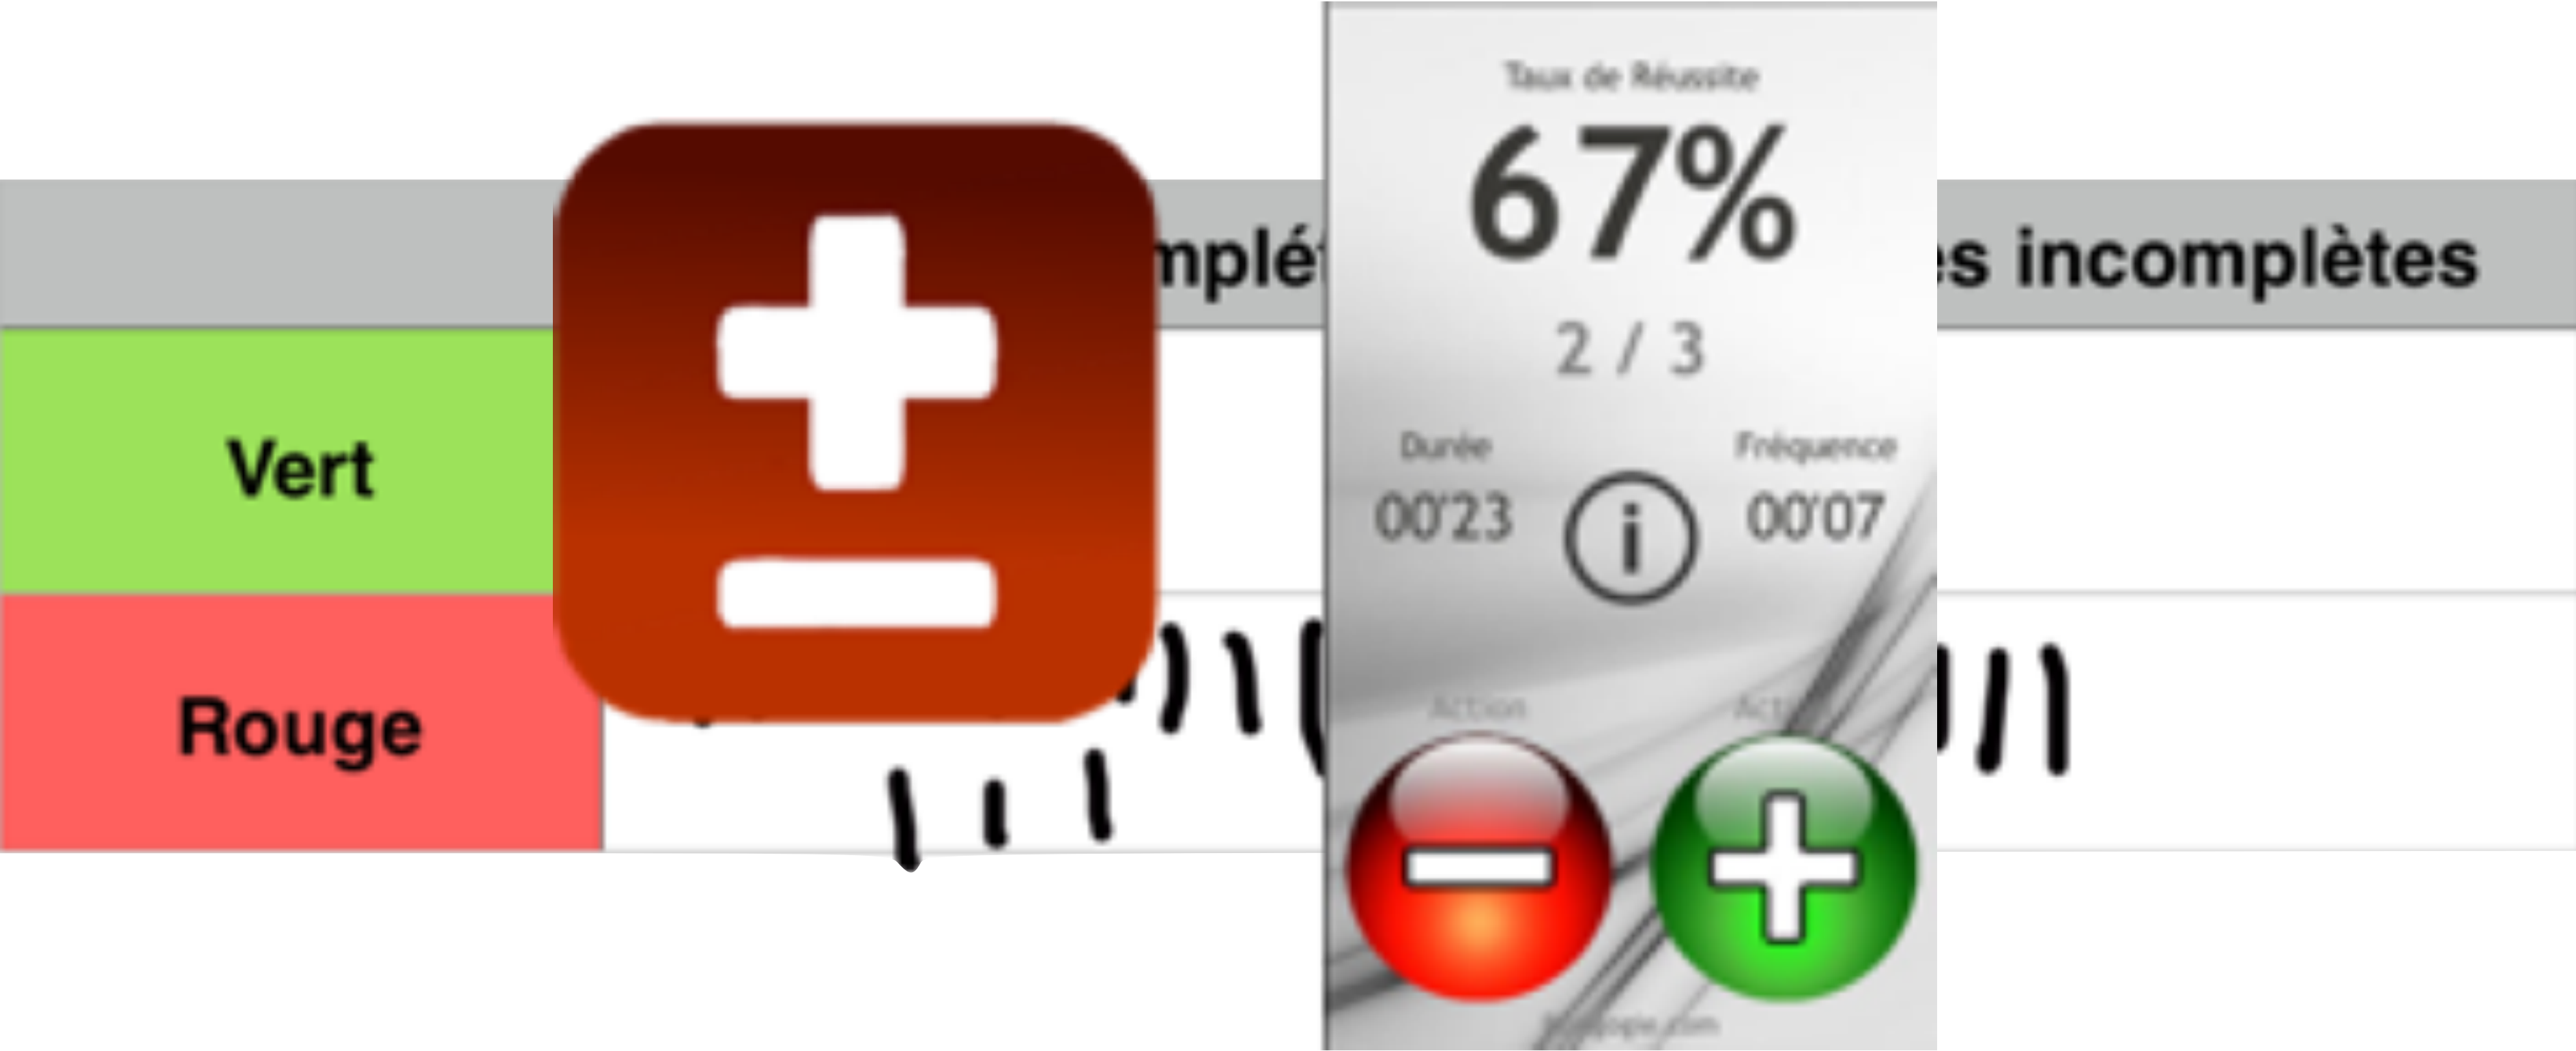 Taux de Réussite
67%
mplét
es incomplètes
2 / 3
Vert
Durée
Fréquence
00'23
i
00'07
Rouge
Action